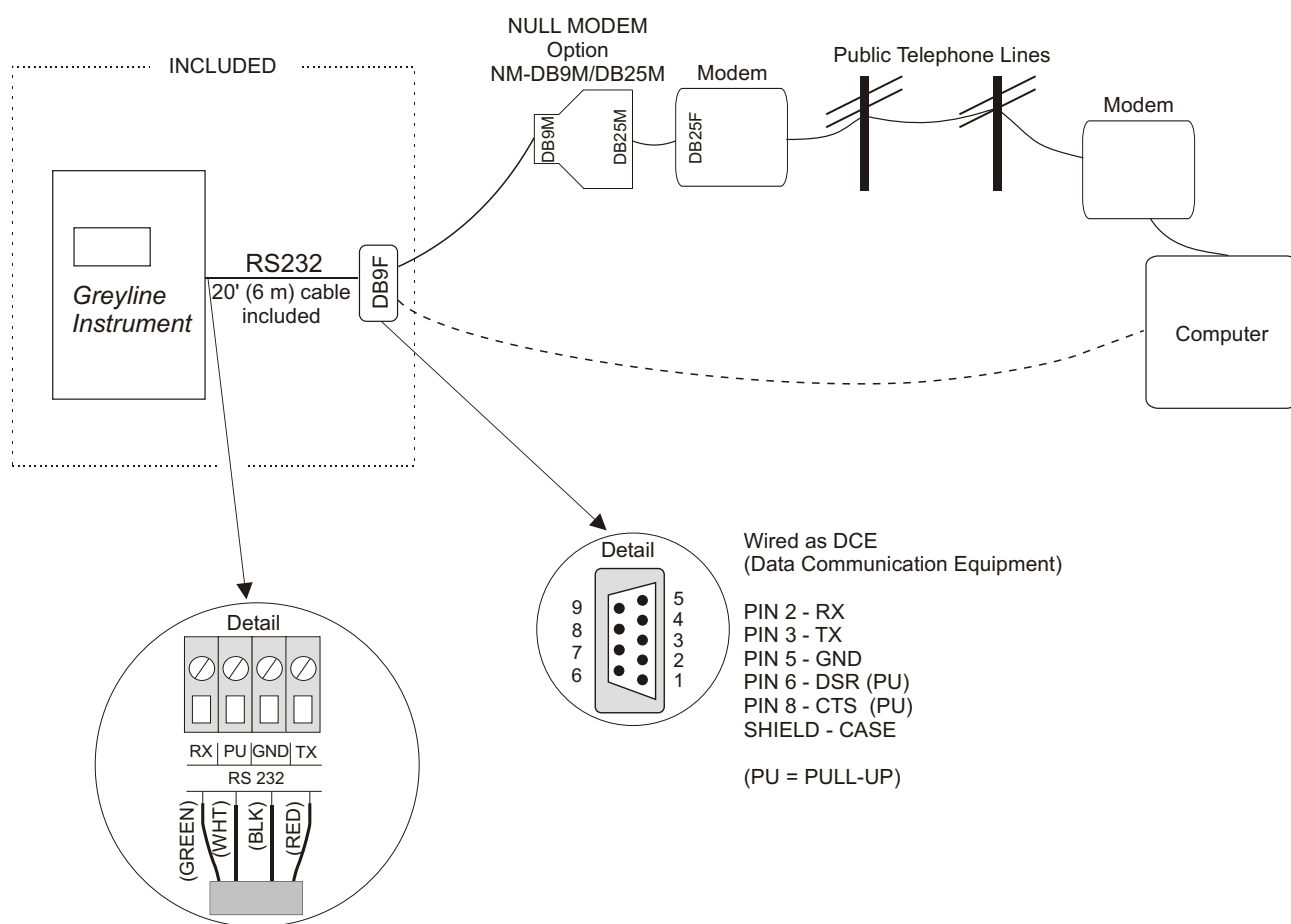 INCLUDED
NULL MODEM
Option
NM-DB9M/DB25M
DB9M
DB25M
Modem
DB25F
Public Telephone Lines
Modem
Greyline
Instrument
RS232
20' (6 m) cable
included
DB9F
Computer
Detail
RX PU GND TX
RS 232
(GREEN)
(WHT)
(BLK)
(RED)
Detail
9
8
7
6
5
4
3
2
1
Wired as DCE
(Data Communication Equipment)
PIN 2 - RX
PIN 3 - TX
PIN 5 - GND
PIN 6 - DSR (PU)
PIN 8 - CTS (PU)
SHIELD - CASE
(PU = PULL-UP)